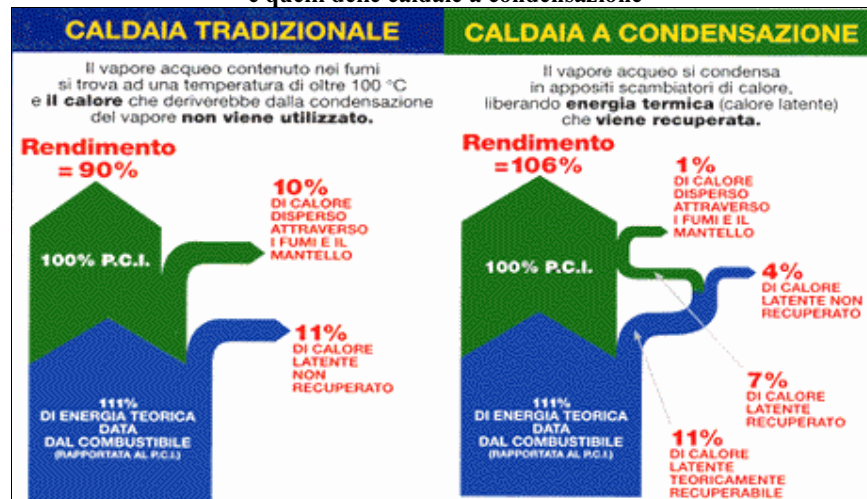 e quelli delle caldaie a condensazione
CALDAIA TRADIZIONALE
Il vapore acqueo contenuto nei fumi
si trova ad una temperatura di oltre 100 °C
e il calore che deriverebbe dalla condensazione
del vapore non viene utilizzato.
Rendimento
= 90%
10%
DI CALORE
DISPERSO
ATTRAVERSO
I FUMI E IL
MANTELLO
100% P.C.I.
11%
DI CALORE
LATENTE
NON
RECUPERATO
111%
DI ENERGIA TEORICA
DATA
DAL COMBUSTIBILE
(RAPPORTATA AL P.C.I.)
CALDAIA A CONDENSAZIONE
Il vapore acqueo si condensa
in appositi scambiatori di calore,
liberando energia termica (calore latente)
che viene recuperata.
Rendimento
=106%
1%
DI CALORE
DISPERSO
ATTRAVERSO
I FUMI E IL
MANTELLO
100% P.C.I.
4%
DI CALORE
LATENTE NON
RECUPERATO
7%
DI CALORE
LATENTE
RECUPERATO
111%
DI ENERGIA TEORICA
DATA
DAL COMBUSTIBILE
(RAPPORTATA AL P.C.I.)
11%
DI CALORE
LATENTE
TEORICAMENTE
RECUPERABILE